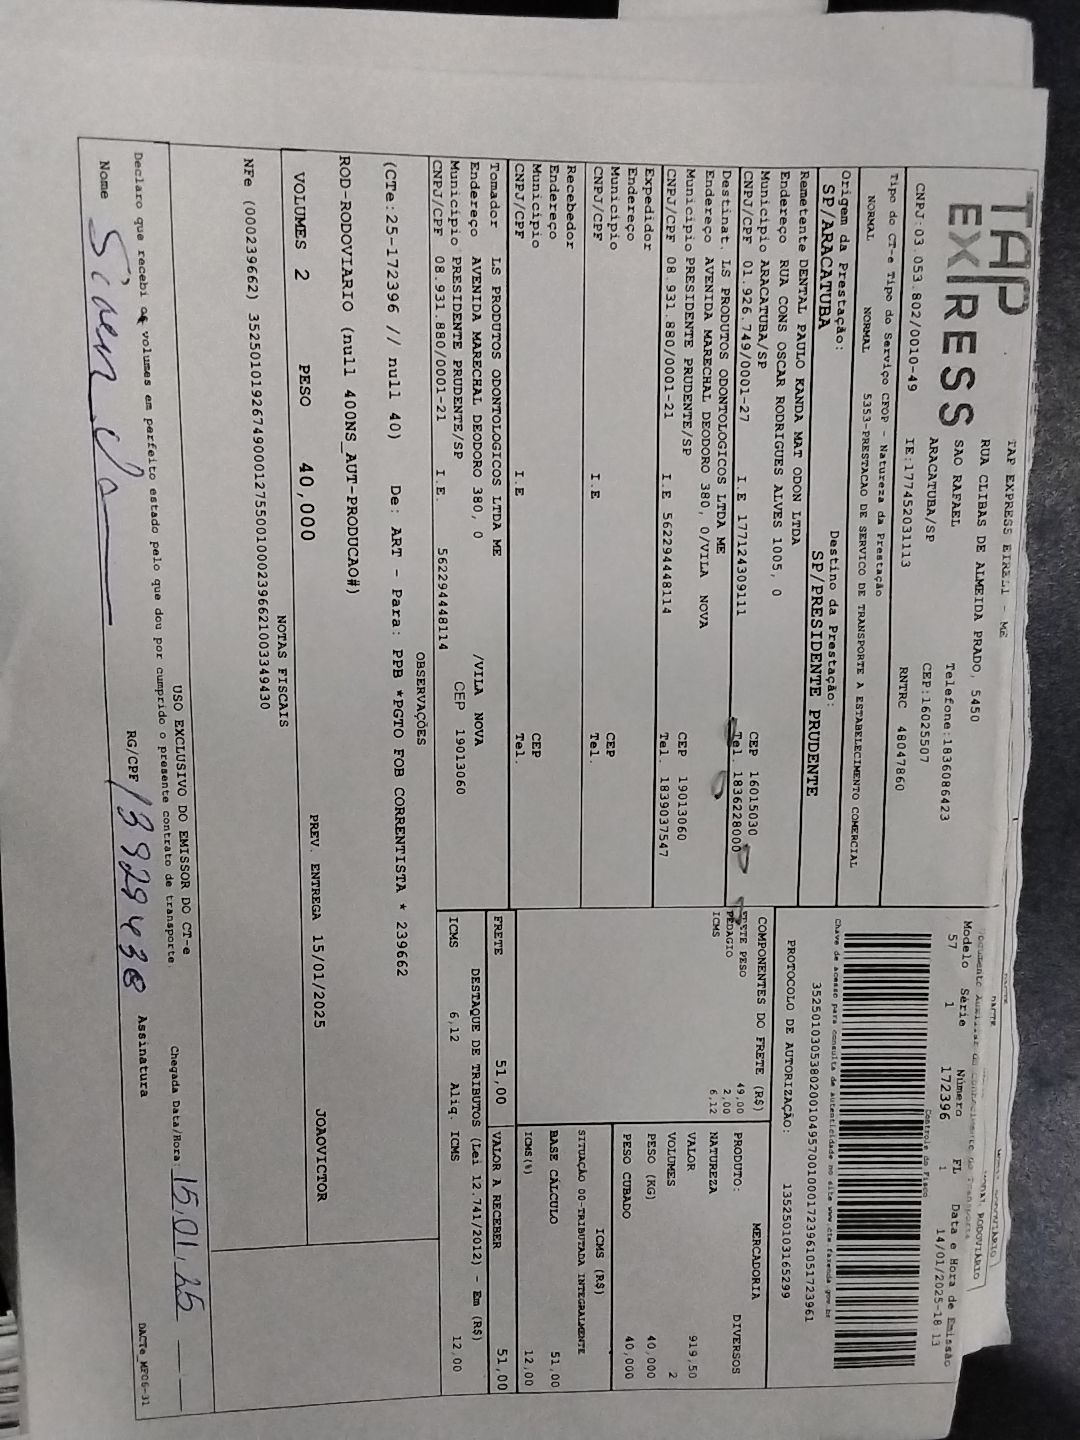 TAP
EXPRESS
TAP EXPRESS EIRELI - ME
RUA CLIBAS DE ALMEIDA PRADO, 5450
SAO RAFAEL
Telefone:1836086423
ARACATUBA/SP
CEP:16025507
CNPJ:03.053.802/0010-49
IE:177452031113
RNTRC 48047860
Modelo Série Número FL Data e Hora de Emissão
57 1 172396 1 14/01/2025-18 13
Controle do Fisco
Chave de acesso para consulta de autenticidade no site www.cte.fazenda.gov.br
PROTOCOLO DE AUTORIZAÇÃO: 135250103165299
Tipo do CT-e Tipo do Serviço CFOP - Natureza da Prestação
NORMAL NORMAL 5353-PRESTACAO DE SERVICO DE TRANSPORTE A ESTABELECIMENTO COMERCIAL
Origem da Prestação: Destino da Prestação:
SP/ARACATUBA SP/PRESIDENTE PRUDENTE
Remetente DENTAL PAULO KANDA MAT ODON LTDA
Endereço RUA CONS OSCAR RODRIGUES ALVES 1005, 0
Município ARACATUBA/SP CEP 16015030
CNPJ/CPF 01.926.749/0001-27 I.E 177124309111 Tel. 1836228000
Destinat. LS PRODUTOS ODONTOLOGICOS LTDA ME
Endereço AVENIDA MARECHAL DEODORO 380, 0/VILA NOVA
Município PRESIDENTE PRUDENTE/SP CEP 19013060
CNPJ/CPF 08.931.880/0001-21 I.E 562294448114 Tel. 1839037547
Expedidor
Endereço
Município CEP
CNPJ/CPF I.E Tel.
Recebedor
Endereço
Município CEP
CNPJ/CPF I.E Tel.
Tomador LS PRODUTOS ODONTOLOGICOS LTDA ME
Endereço AVENIDA MARECHAL DEODORO 380, 0 /VILA NOVA
Município PRESIDENTE PRUDENTE/SP CEP 19013060
CNPJ/CPF 08.931.880/0001-21 I.E. 562294448114
COMPONENTES DO FRETE (R$)
FRETE PESO 49,00
PEDAGIO 2,00
ICMS 6,12
MERCADORIA
PRODUTO: DIVERSOS
NATUREZA
VALOR 919,50
VOLUMES 2
PESO (KG) 40,000
PESO CUBADO 40,000
ICMS (R$)
SITUAÇÃO 00-TRIBUTADA INTEGRALMENTE
BASE CÁLCULO 51,00
ICMS(%) 12,00
FRETE 51,00 VALOR A RECEBER 51,00
DESTAQUE DE TRIBUTOS (Lei 12.741/2012) - Em (R$)
ICMS 6,12 Aliq. ICMS 12,00
OBSERVAÇÕES
(CTe:25-172396 // null 40) De: ART - Para: PPB *PGTO FOB CORRENTISTA * 239662
ROD-RODOVIARIO (null 400NS_AUT-PRODUCAO#)
VOLUMES 2 PESO 40,000 PREV. ENTREGA 15/01/2025 JOAOVICTOR
NOTAS FISCAIS
NFe (000239662)
USO EXCLUSIVO DO EMISSOR DO CT-e
Chegada Data/Hora: 15,01,25
Declaro que recebi os volumes em perfeito estado pelo que dou por cumprido o presente contrato de transporte.
Nome RG/CPF Assinatura
DACTe_MF06-31